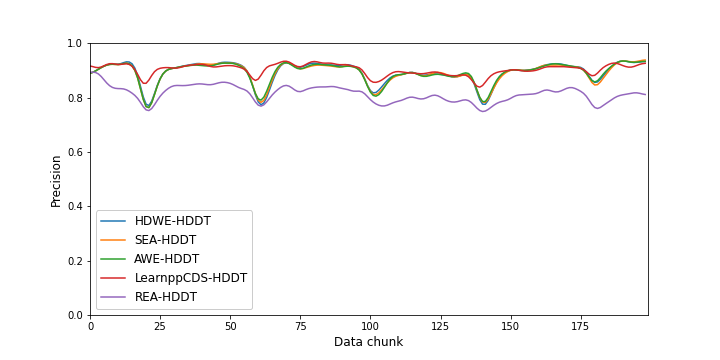 1.0
0.8
0.6
0.4
0.2
0.0
Precision
HDWE-HDDT
SEA-HDDT
AWE-HDDT
LearnppCDS-HDDT
REA-HDDT
0 25 50 75 100 125 150 175
Data chunk